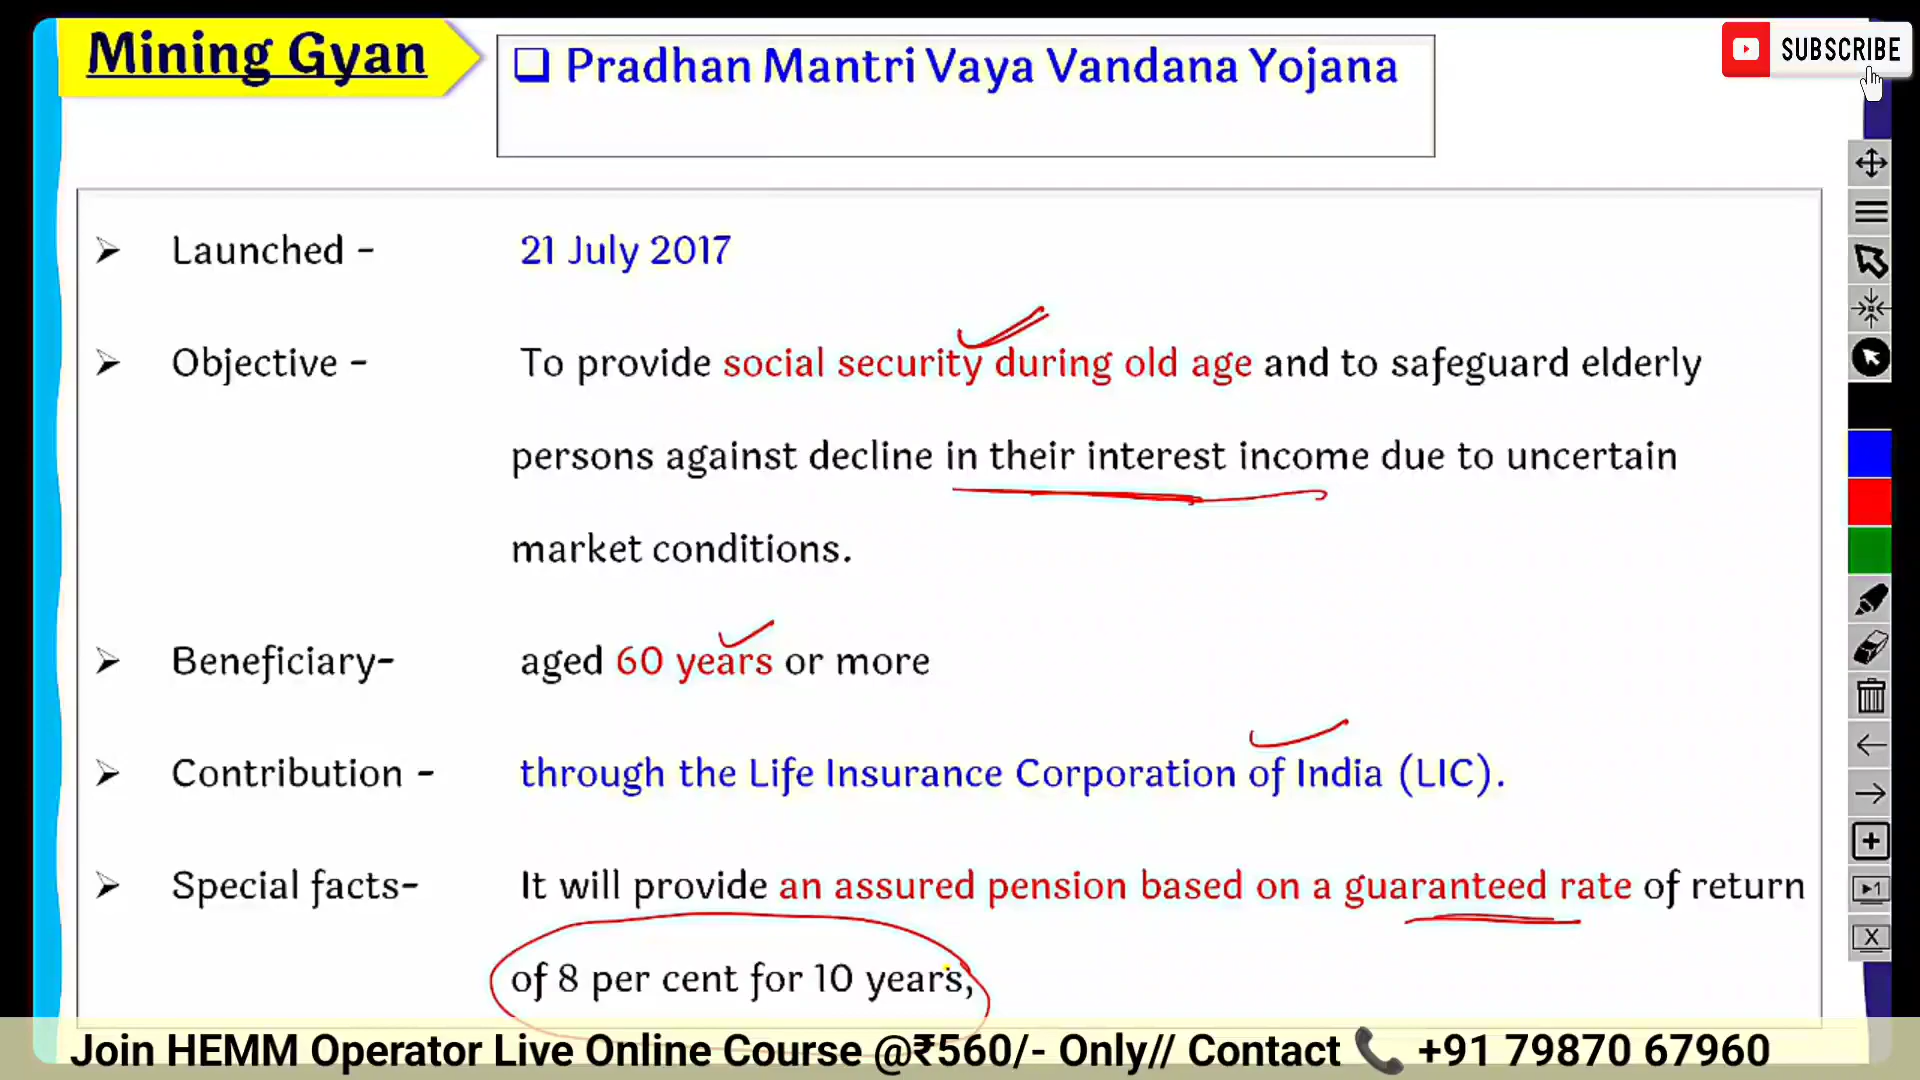 Mining Gyan
❑ Pradhan Mantri Vaya Vandana Yojana
SUBSCRIBE
➢ Launched - 21 July 2017
➢ Objective - To provide social security during old age and to safeguard elderly
persons against decline in their interest income due to uncertain
market conditions.
➢ Beneficiary- aged 60 years or more
➢ Contribution - through the Life Insurance Corporation of India (LIC).
➢ Special facts- It will provide an assured pension based on a guaranteed rate of return
of 8 per cent for 10 years,
Join HEMM Operator Live Online Course @₹560/- Only// Contact 📞 +91 79870 67960